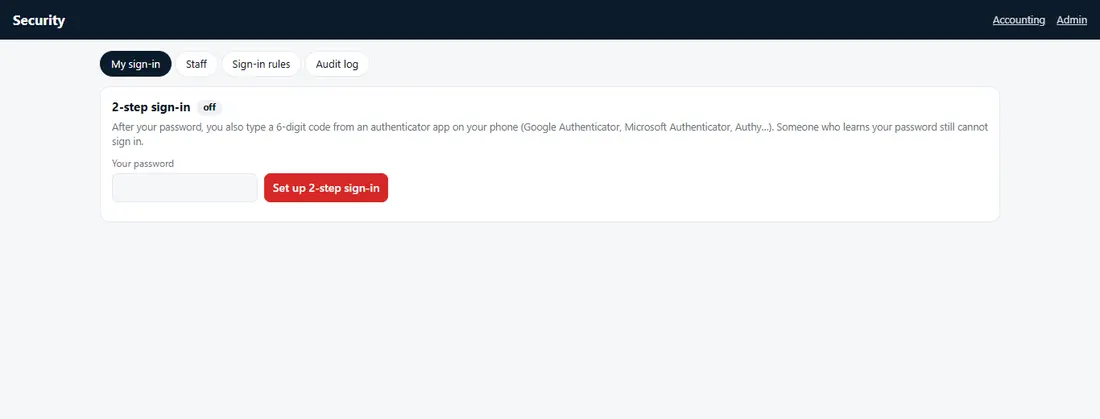 Security
Accounting
Admin
My sign-in
Staff
Sign-in rules
Audit log
2-step sign-in off
After your password, you also type a 6-digit code from an authenticator app on your phone (Google Authenticator, Microsoft Authenticator, Authy...). Someone who learns your password still cannot
sign in.
Your password
Set up 2-step sign-in